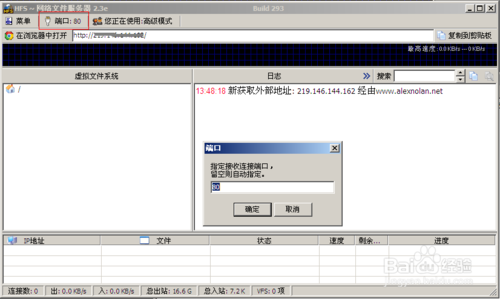 HFS ~ 网络文件服务器 2.3e Build 293
菜单 端口: 80 您正在使用:高级模式
在浏览器中打开 复制到剪贴板
最高速度: 0.0 KB/s --- 0 KB/s
虚拟文件系统 日志 搜索
/
13:48:18 新获取外部地址: 219.146.144.162 经由www.alexnolan.net
端口
指定接收连接端口，
留空则自动指定。
80
确定 取消
IP地址 文件 状态 速度 剩余... 进度
连接数: 0 出: 0.0 KB/s 入: 0.0 KB/s 总出站: 16.6 G 总入站: 7.2 K VFS: 0 项
Baidu 经验